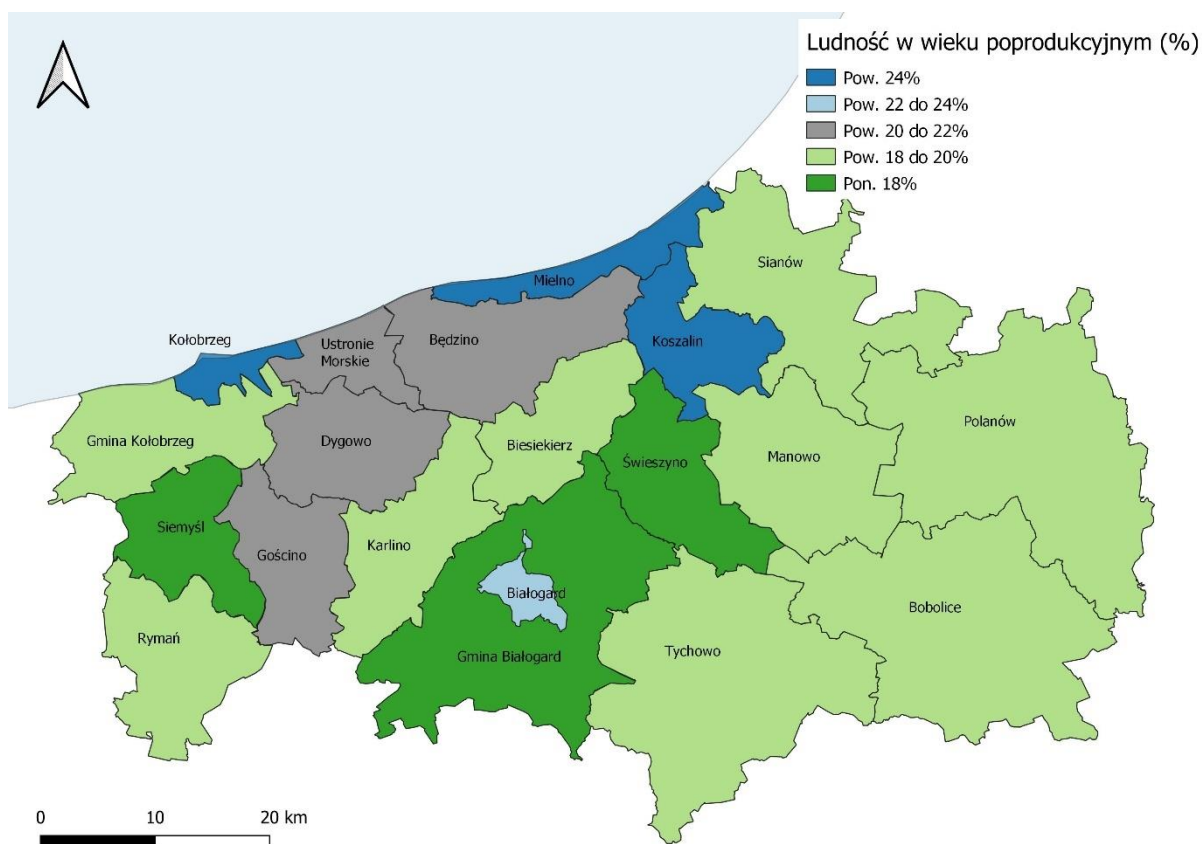 Ludność w wieku poprodukcyjnym (%)
Pow. 24%
Pow. 22 do 24%
Pow. 20 do 22%
Pow. 18 do 20%
Pon. 18%
Sianów
Mielno
Kołobrzeg
Ustronie
Morskie
Będzino
Koszalin
Gmina Kołobrzeg
Dygowo
Biesiekierz
Świeszyno
Manowo
Polanów
Siemyśl
Gościno
Karlino
Białogard
Bobolice
Rymań
Gmina Białogard
Tychowo
0 10 20 km